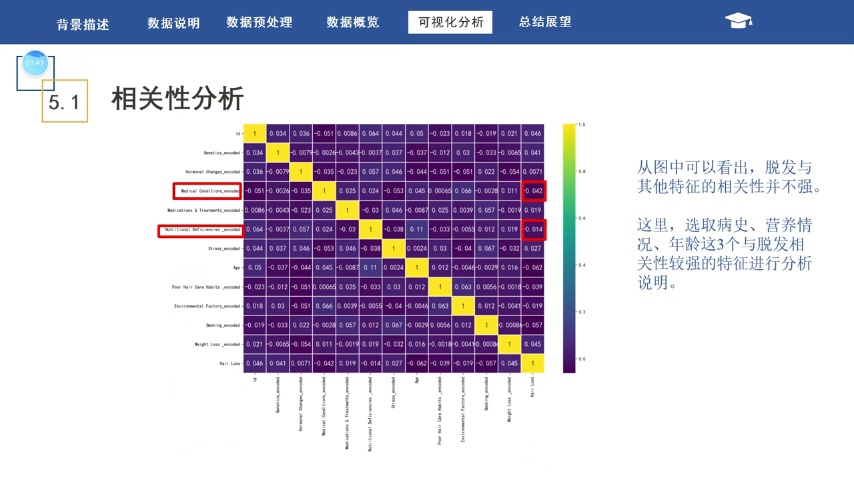 背景描述 数据说明 数据预处理 数据概览 可视化分析 总结展望
01:43
5.1 相关性分析
Id 1 0.034 0.036 -0.051 0.0086 0.064 0.044 0.05 -0.023 0.018 -0.019 0.021 0.046
Genetics_encoded 0.034 1 -0.0079 -0.0026 -0.0043 -0.0037 0.037 -0.037 -0.012 0.03 -0.033 -0.0065 0.041
Hormonal Changes_encoded 0.036 -0.0079 1 -0.035 -0.023 0.057 0.046 -0.044 -0.051 -0.051 0.022 -0.054 0.0071
Medical Conditions_encoded -0.051 -0.0026 -0.035 1 0.025 0.024 -0.053 0.045 0.00065 0.066 -0.0028 0.011 -0.042
Medications & Treatments_encoded 0.0086 -0.0043 -0.023 0.025 1 -0.03 0.046 -0.0087 0.025 0.0039 0.057 -0.0019 0.019
Nutritional Deficiencies _encoded 0.064 -0.0037 0.057 0.024 -0.03 1 -0.038 0.11 -0.033 -0.0055 0.012 0.019 -0.014
Stress_encoded 0.044 0.037 0.046 -0.053 0.046 -0.038 1 0.0024 0.03 -0.04 0.067 -0.032 0.027
Age 0.05 -0.037 -0.044 0.045 -0.0087 0.11 0.0024 1 0.012 -0.0046 -0.0029 0.016 -0.062
Poor Hair Care Habits _encoded -0.023 -0.012 -0.051 0.00065 0.025 -0.033 0.03 0.012 1 0.063 0.0056 -0.0018 -0.039
Environmental Factors_encoded 0.018 0.03 -0.051 0.066 0.0039 -0.0055 -0.04 -0.0046 0.063 1 0.012 -0.0041 -0.019
Smoking_encoded -0.019 -0.033 0.022 -0.0028 0.057 0.012 0.067 -0.0029 0.0056 0.012 1 -0.00086 -0.057
Weight Loss _encoded 0.021 -0.0065 -0.054 0.011 -0.0019 0.019 -0.032 0.016 -0.0018 -0.0041 -0.00086 1 0.045
Hair Loss 0.046 0.041 0.0071 -0.042 0.019 -0.014 0.027 -0.062 -0.039 -0.019 -0.057 0.045 1
Id
Genetics_encoded
Hormonal Changes_encoded
Medical Conditions_encoded
Medications & Treatments_encoded
Nutritional Deficiencies _encoded
Stress_encoded
Age
Poor Hair Care Habits _encoded
Environmental Factors_encoded
Smoking_encoded
Weight Loss _encoded
Hair Loss
1.0
0.8
0.6
0.4
0.2
0.0
从图中可以看出，脱发与
其他特征的相关性并不强。
这里，选取病史、营养情
况、年龄这3个与脱发相
关性较强的特征进行分析
说明。